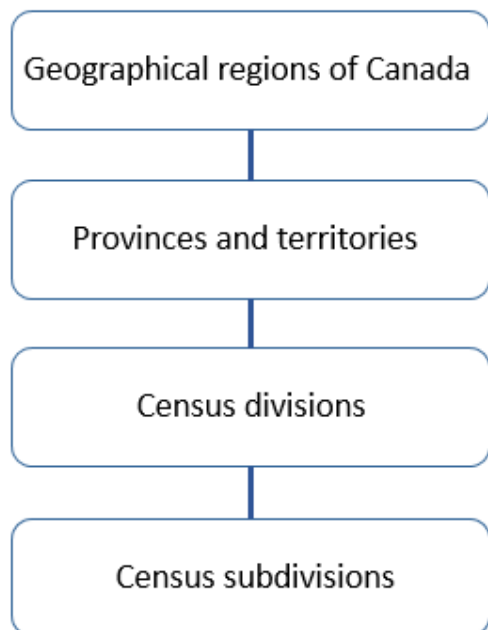 Geographical regions of Canada
Provinces and territories
Census divisions
Census subdivisions